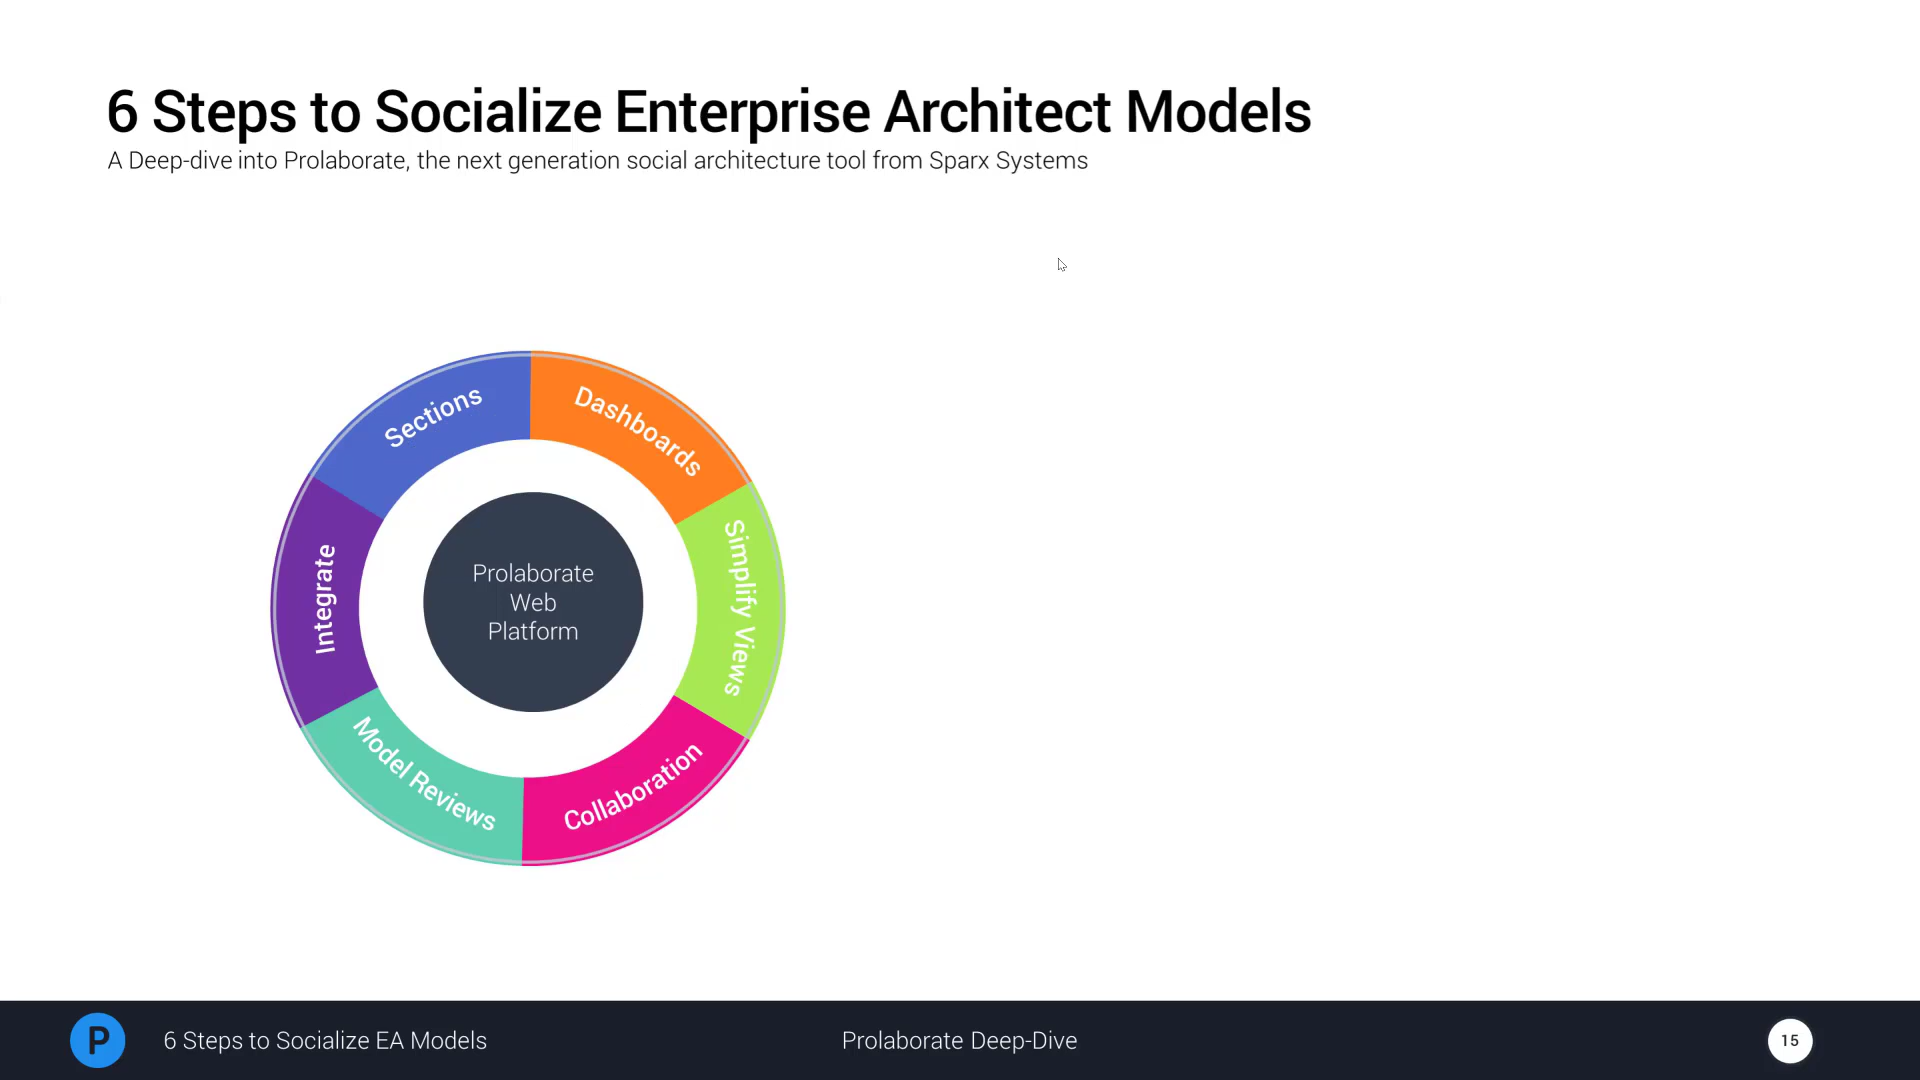 6 Steps to Socialize Enterprise Architect Models
A Deep-dive into Prolaborate, the next generation social architecture tool from Sparx Systems
Sections
Dashboards
Simplify Views
Collaboration
Model Reviews
Integrate
Prolaborate
Web
Platform
P
6 Steps to Socialize EA Models
Prolaborate Deep-Dive
15